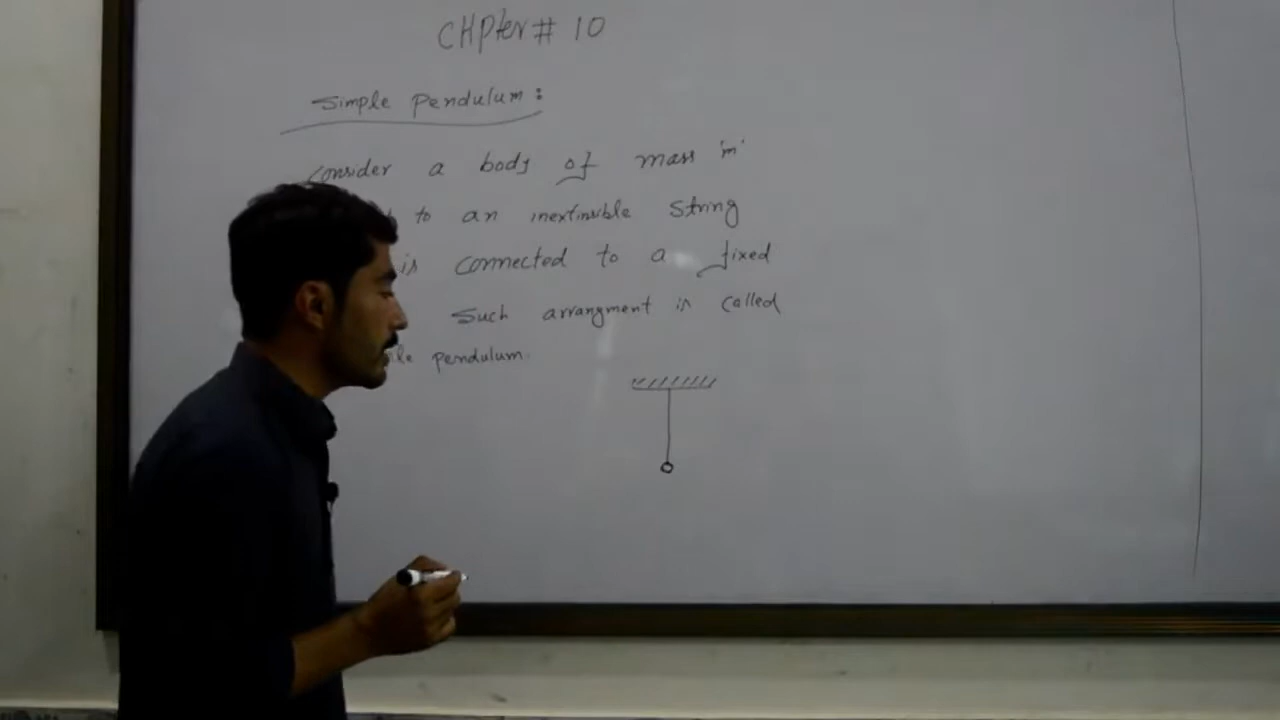 CHPter # 10
Simple pendulum:
Consider a body of mass 'm'
to an inextinsible string
is connected to a fixed
Such arrangment is called
pendulum.